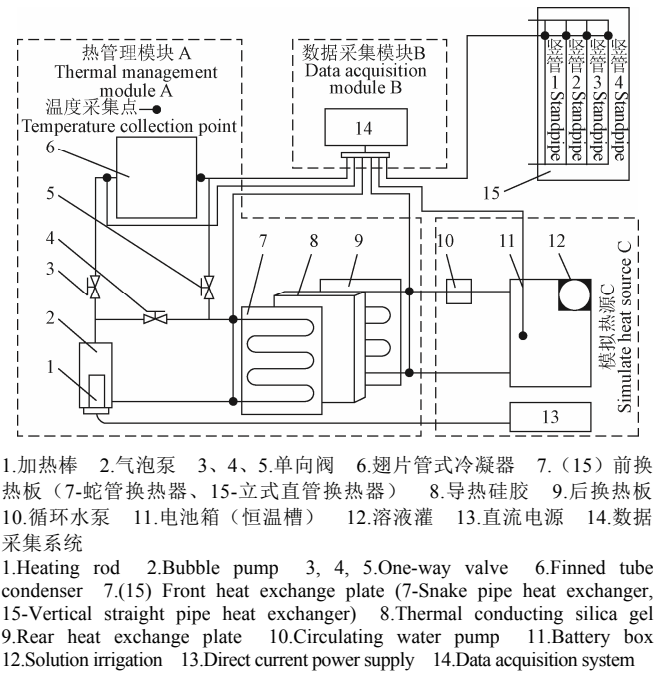 热管理模块 A
Thermal management
module A
温度采集点
Temperature collection point
数据采集模块B
Data acquisition
module B
14
竖管 1 Standpipe
竖管 2 Standpipe
竖管 3 Standpipe
竖管 4 Standpipe
15
6
5
4
3
2
1
7
8
9
10
11
12
13
模拟热源C
Simulate heat source C
1.加热棒 2.气泡泵 3、4、5.单向阀 6.翅片管式冷凝器 7.（15）前换
热板（7-蛇管换热器、15-立式直管换热器） 8.导热硅胶 9.后换热板
10.循环水泵 11.电池箱（恒温槽） 12.溶液灌 13.直流电源 14.数据
采集系统
1.Heating rod 2.Bubble pump 3, 4, 5.One-way valve 6.Finned tube
condenser 7.(15) Front heat exchange plate (7-Snake pipe heat exchanger,
15-Vertical straight pipe heat exchanger) 8.Thermal conducting silica gel
9.Rear heat exchange plate 10.Circulating water pump 11.Battery box
12.Solution irrigation 13.Direct current power supply 14.Data acquisition system